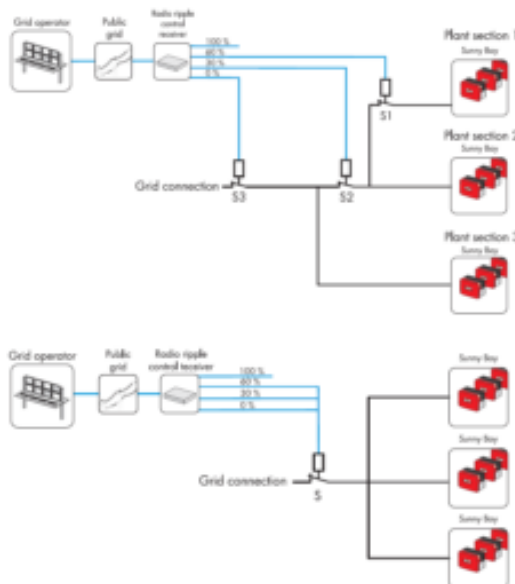 Grid operator
Public
grid
Radio ripple
control
receiver
100 %
60 %
30 %
0 %
Plant section 1
Sunny Boy
S1
Plant section 2
Sunny Boy
Grid connection
S3
S2
Plant section 3
Sunny Boy
Grid operator
Public
grid
Radio ripple
control receiver
100 %
60 %
30 %
0 %
Sunny Boy
Grid connection
S
Sunny Boy
Sunny Boy